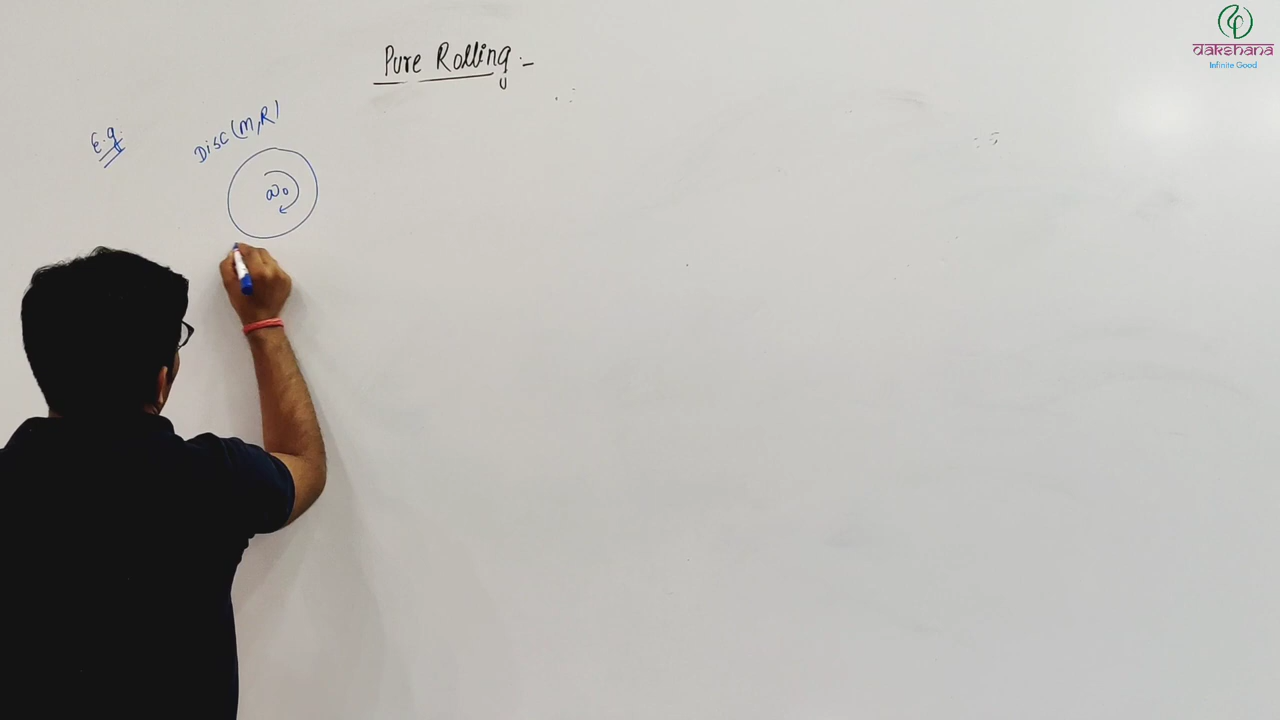 Pure Rolling :-
E.g.
Disc (M,R)
ω₀
dakshana
Infinite Good